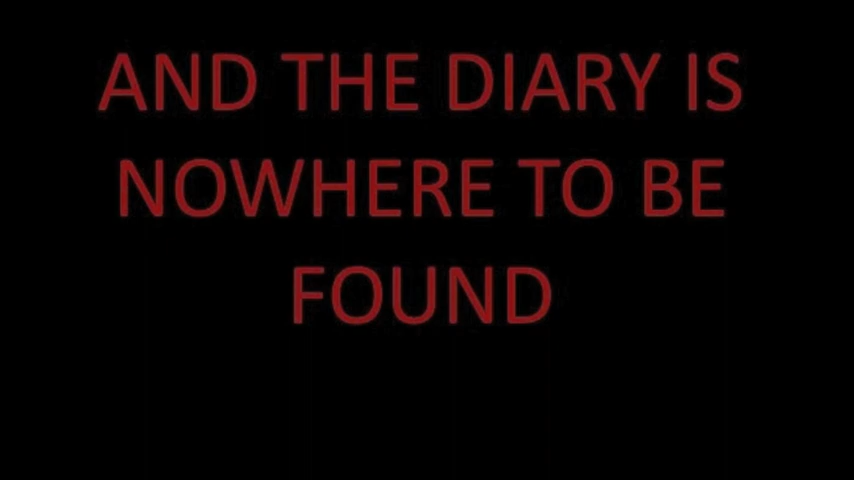 AND THE DIARY IS
NOWHERE TO BE
FOUND